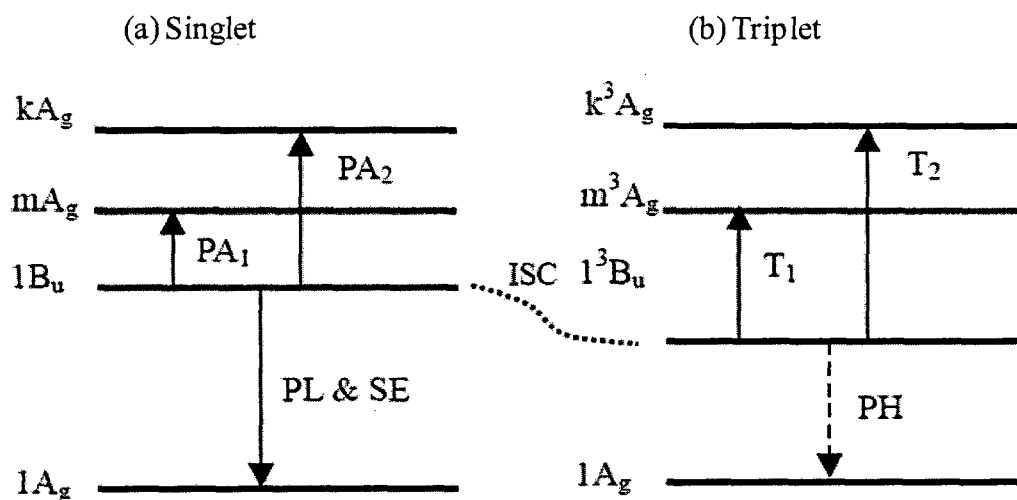 (a) Singlet
kA_g
PA_2
mA_g
PA_1
1B_u
PL & SE
1A_g
ISC
(b) Triplet
k^3A_g
T_2
m^3A_g
T_1
1^3B_u
PH
1A_g